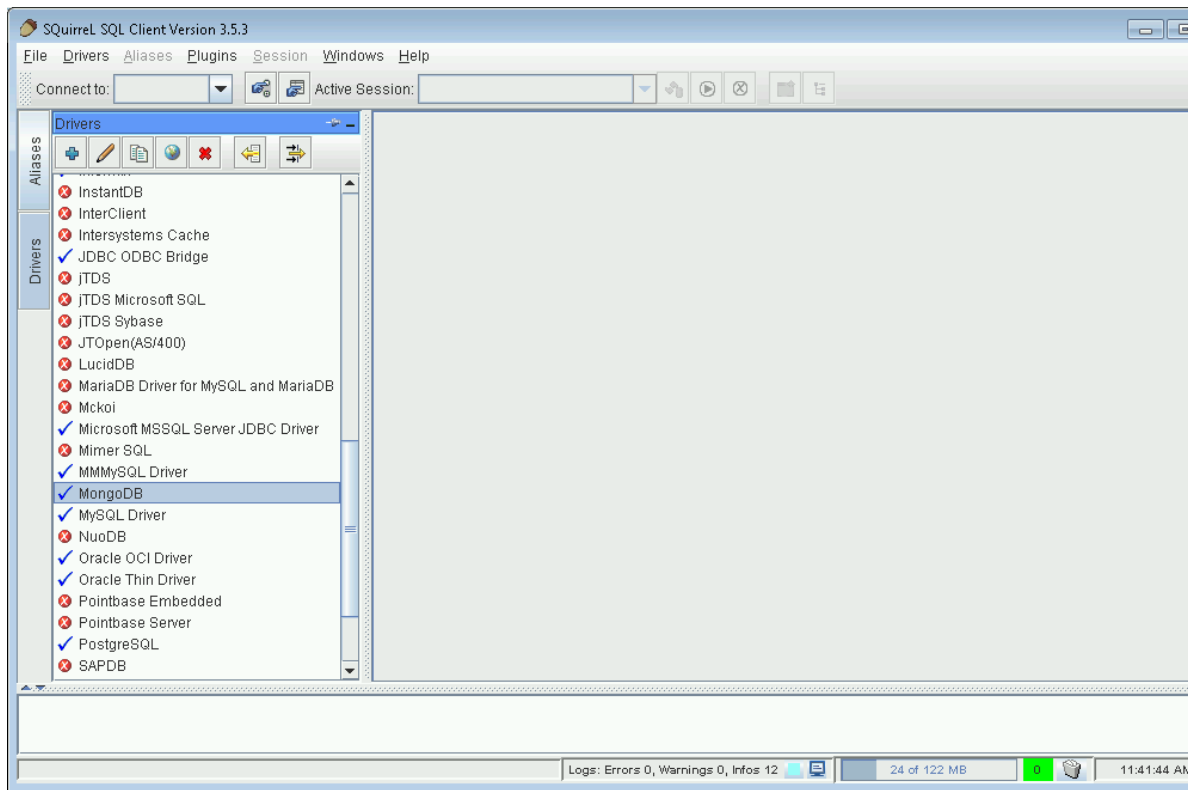 SQuirreL SQL Client Version 3.5.3
File Drivers Aliases Plugins Session Windows Help
Connect to: Active Session:
Aliases
Drivers
Drivers
InstantDB
InterClient
Intersystems Cache
JDBC ODBC Bridge
jTDS
jTDS Microsoft SQL
jTDS Sybase
JTOpen(AS/400)
LucidDB
MariaDB Driver for MySQL and MariaDB
Mckoi
Microsoft MSSQL Server JDBC Driver
Mimer SQL
MMMySQL Driver
MongoDB
MySQL Driver
NuoDB
Oracle OCI Driver
Oracle Thin Driver
Pointbase Embedded
Pointbase Server
PostgreSQL
SAPDB
Logs: Errors 0, Warnings 0, Infos 12 24 of 122 MB 0 11:41:44 AM